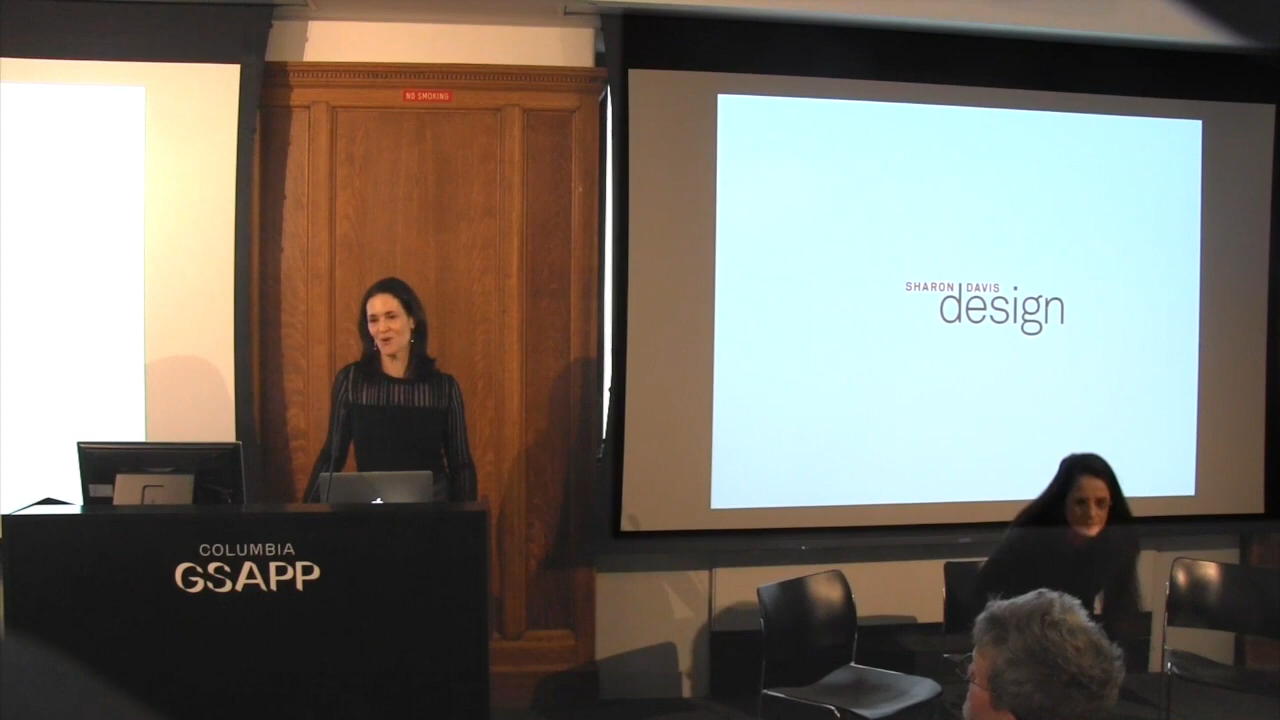 NO SMOKING
SHARON DAVIS
design
COLUMBIA
GSAPP